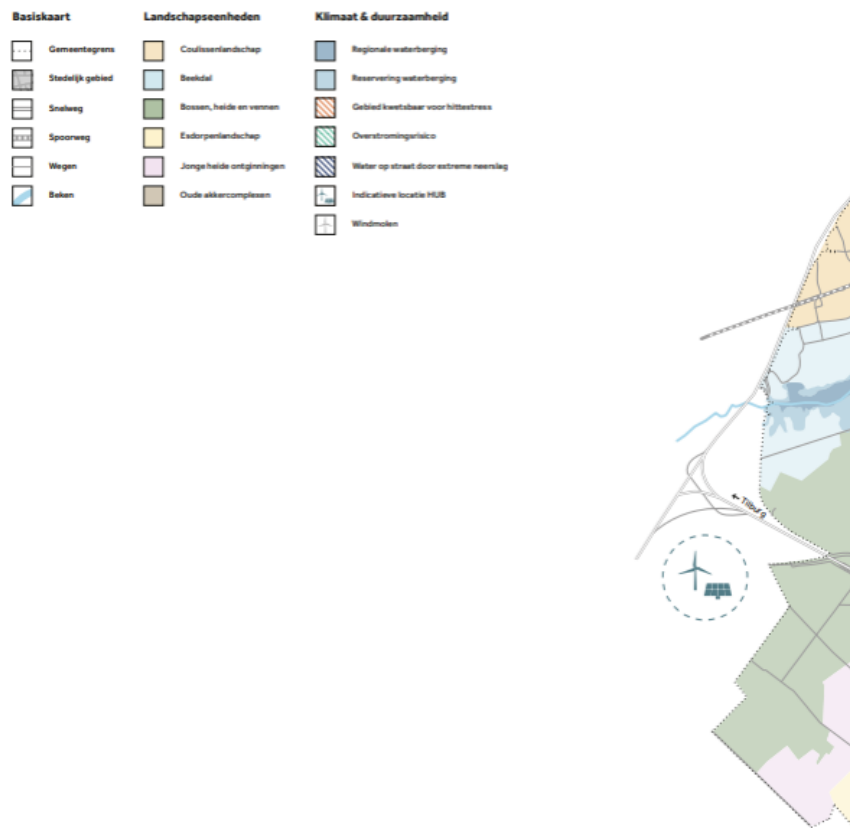 Basiskaart
Gemeentegrens
Stedelijk gebied
Snelweg
Spoorweg
Wegen
Beken
Landschapseenheden
Coulissenlandschap
Beekdal
Bossen, heide en vennen
Esdorpenlandschap
Jonge heide ontginningen
Oude akkercomplexen
Klimaat & duurzaamheid
Regionale waterberging
Reservering waterberging
Gebied kwetsbaar voor hittestress
Overstromingsrisico
Water op straat door extreme neerslag
Indicatieve locatie HUB
Windmolen
← Tilburg